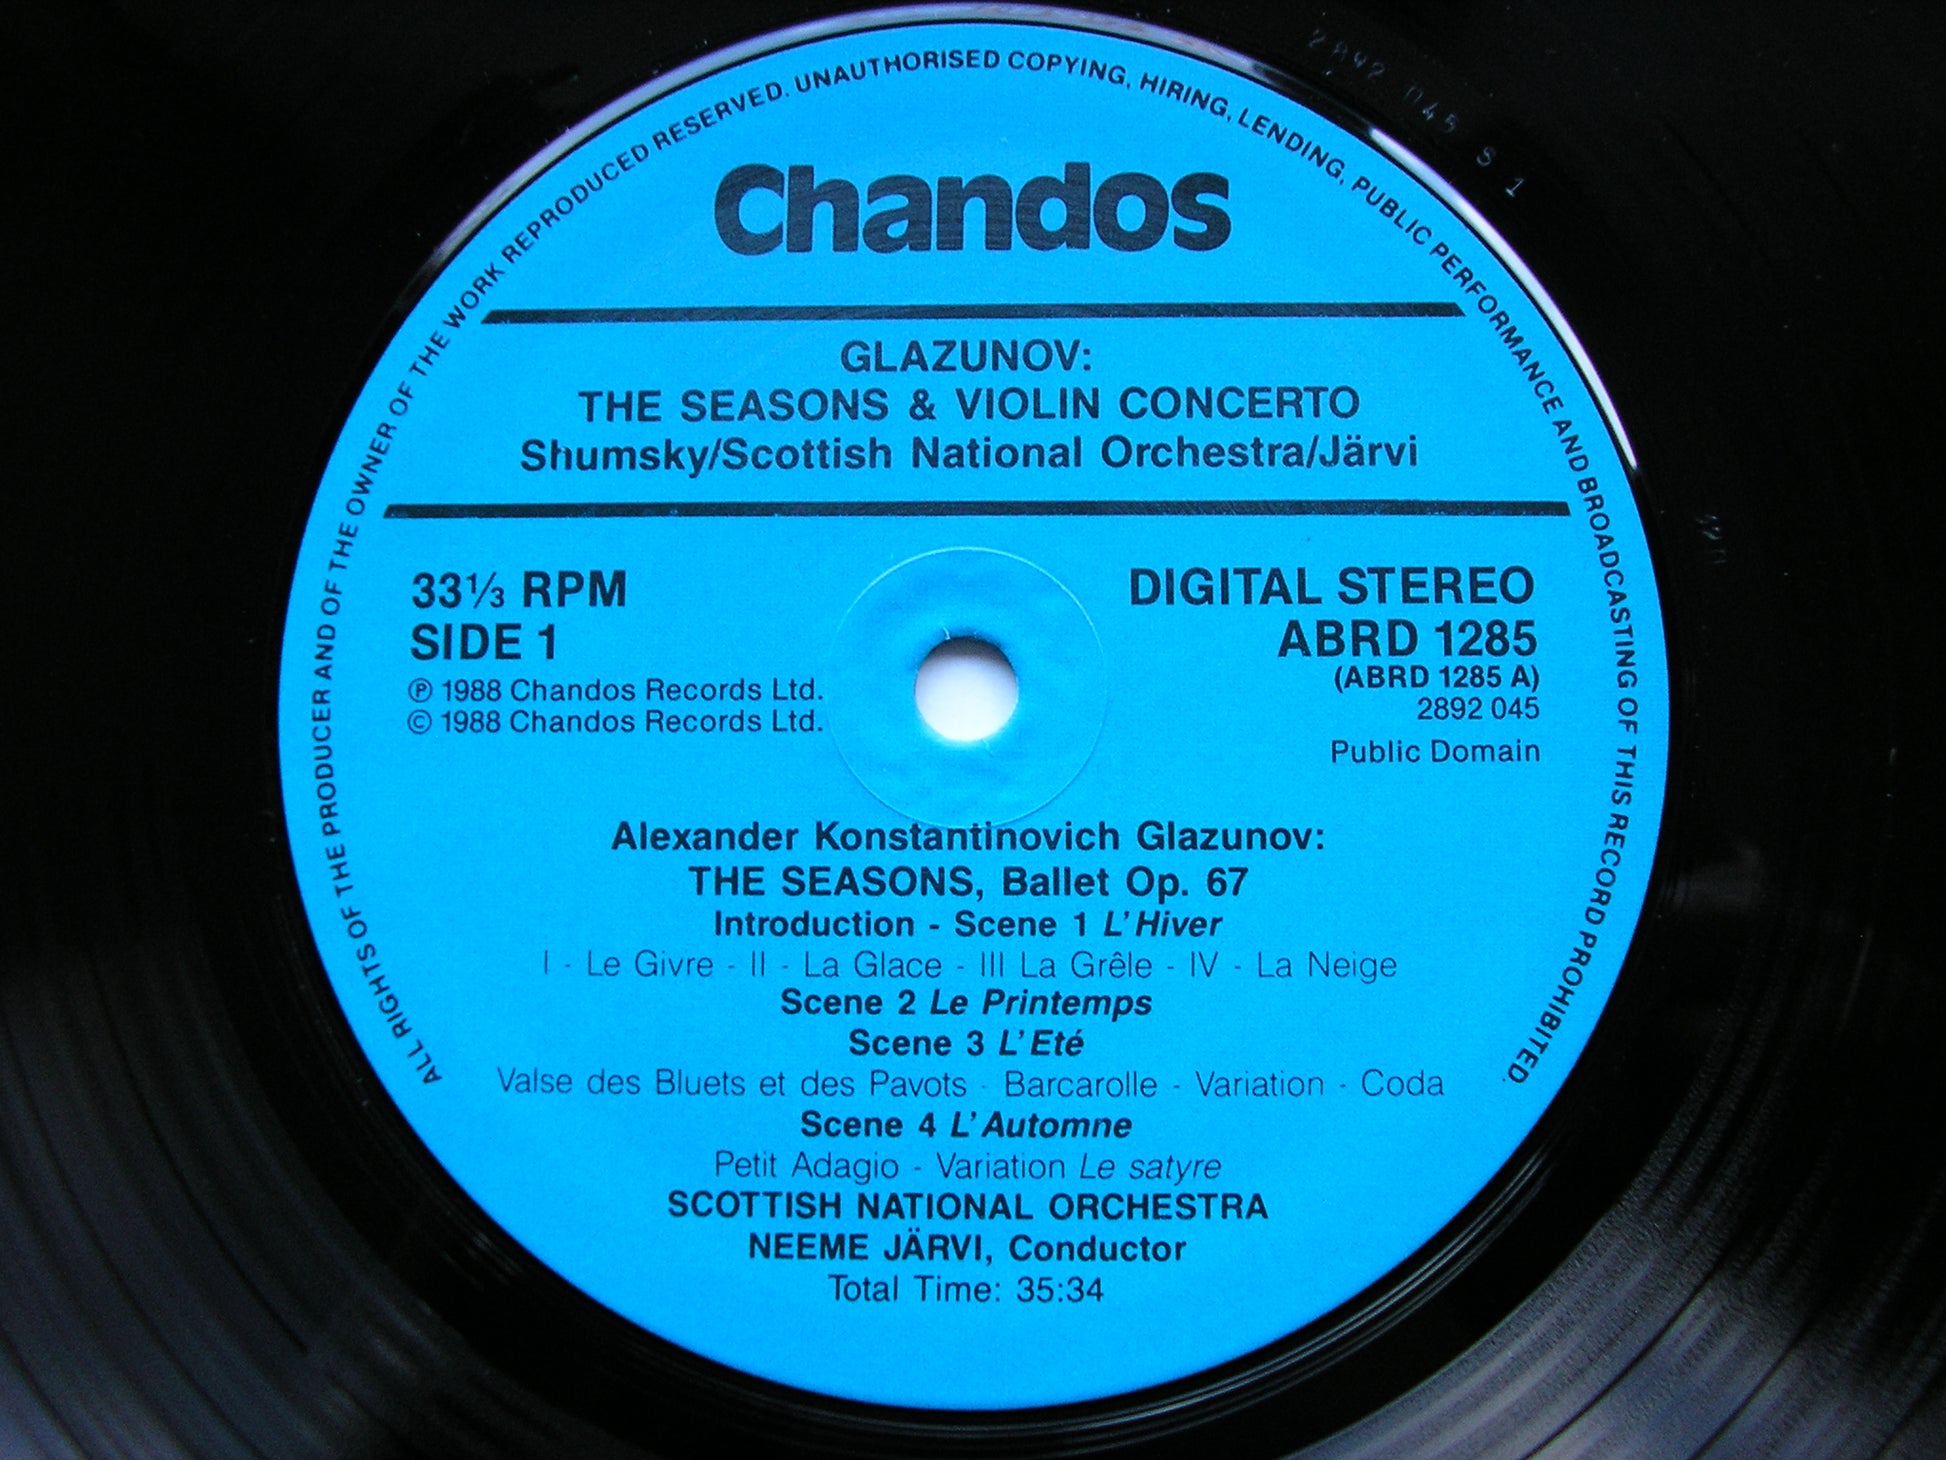 ALL RIGHTS OF THE PRODUCER AND OF THE OWNER OF THE WORK REPRODUCED RESERVED. UNAUTHORISED COPYING, HIRING, LENDING, PUBLIC PERFORMANCE AND BROADCASTING OF THIS RECORD PROHIBITED.
2892 045 S 1
Chandos
GLAZUNOV:
THE SEASONS & VIOLIN CONCERTO
Shumsky/Scottish National Orchestra/Järvi
33⅓ RPM
SIDE 1
℗ 1988 Chandos Records Ltd.
© 1988 Chandos Records Ltd.
DIGITAL STEREO
ABRD 1285
(ABRD 1285 A)
2892 045
Public Domain
Alexander Konstantinovich Glazunov:
THE SEASONS, Ballet Op. 67
Introduction - Scene 1 L'Hiver
I - Le Givre - II - La Glace - III La Grêle - IV - La Neige
Scene 2 Le Printemps
Scene 3 L'Eté
Valse des Bluets et des Pavots - Barcarolle - Variation - Coda
Scene 4 L'Automne
Petit Adagio - Variation Le satyre
SCOTTISH NATIONAL ORCHESTRA
NEEME JÄRVI, Conductor
Total Time: 35:34